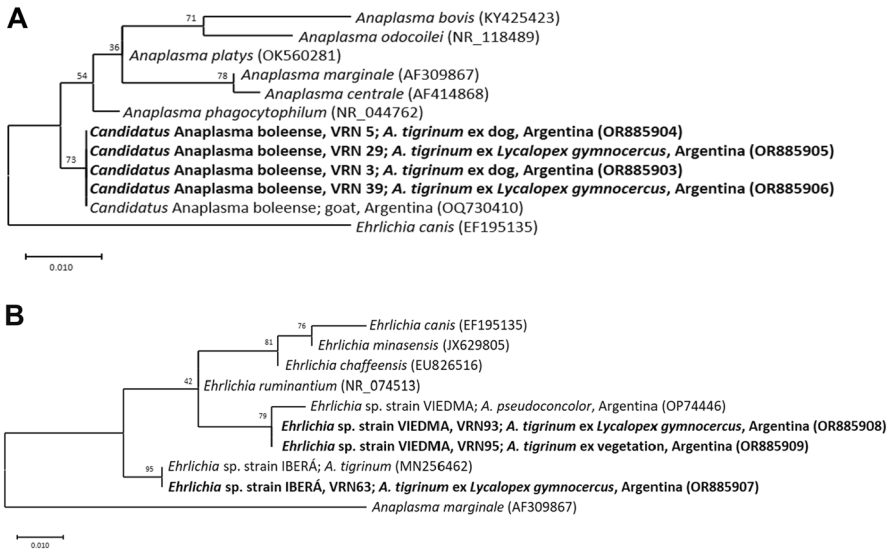 A
71
Anaplasma bovis (KY425423)
Anaplasma odocoilei (NR_118489)
36
Anaplasma platys (OK560281)
54
78
Anaplasma marginale (AF309867)
Anaplasma centrale (AF414868)
Anaplasma phagocytophilum (NR_044762)
Candidatus Anaplasma boleense, VRN 5; A. tigrinum ex dog, Argentina (OR885904)
Candidatus Anaplasma boleense, VRN 29; A. tigrinum ex Lycalopex gymnocercus, Argentina (OR885905)
73
Candidatus Anaplasma boleense, VRN 3; A. tigrinum ex dog, Argentina (OR885903)
Candidatus Anaplasma boleense, VRN 39; A. tigrinum ex Lycalopex gymnocercus, Argentina (OR885906)
Candidatus Anaplasma boleense; goat, Argentina (OQ730410)
Ehrlichia canis (EF195135)
0.010
B
76
Ehrlichia canis (EF195135)
81
Ehrlichia minasensis (JX629805)
Ehrlichia chaffeensis (EU826516)
42
Ehrlichia ruminantium (NR_074513)
79
Ehrlichia sp. strain VIEDMA; A. pseudoconcolor, Argentina (OP74446)
Ehrlichia sp. strain VIEDMA, VRN93; A. tigrinum ex Lycalopex gymnocercus, Argentina (OR885908)
Ehrlichia sp. strain VIEDMA, VRN95; A. tigrinum ex vegetation, Argentina (OR885909)
95
Ehrlichia sp. strain IBERÁ; A. tigrinum (MN256462)
Ehrlichia sp. strain IBERÁ, VRN63; A. tigrinum ex Lycalopex gymnocercus, Argentina (OR885907)
Anaplasma marginale (AF309867)
0.010